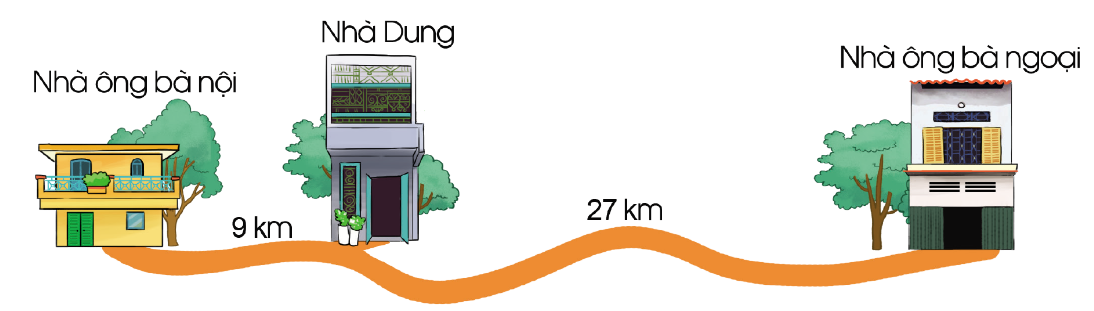 Nhà Dung
Nhà ông bà nội
Nhà ông bà ngoại
9 km
27 km